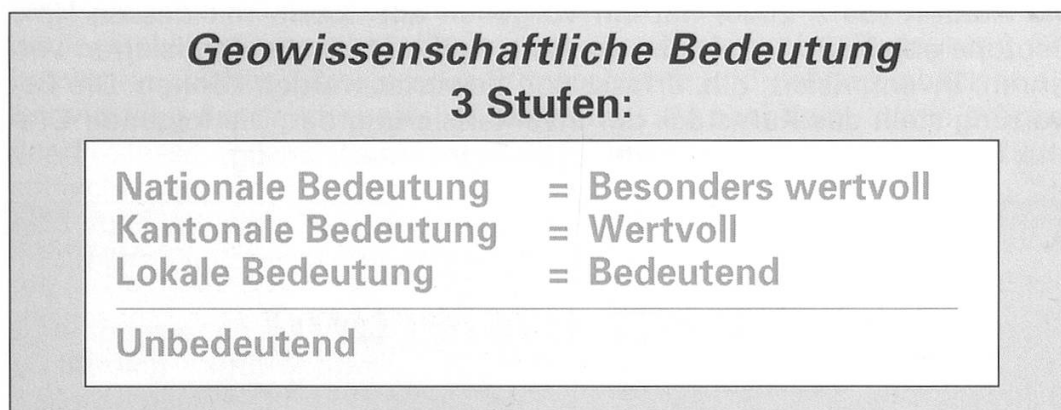 Geowissenschaftliche Bedeutung
3 Stufen:
Nationale Bedeutung = Besonders wertvoll
Kantonale Bedeutung = Wertvoll
Lokale Bedeutung = Bedeutend
Unbedeutend